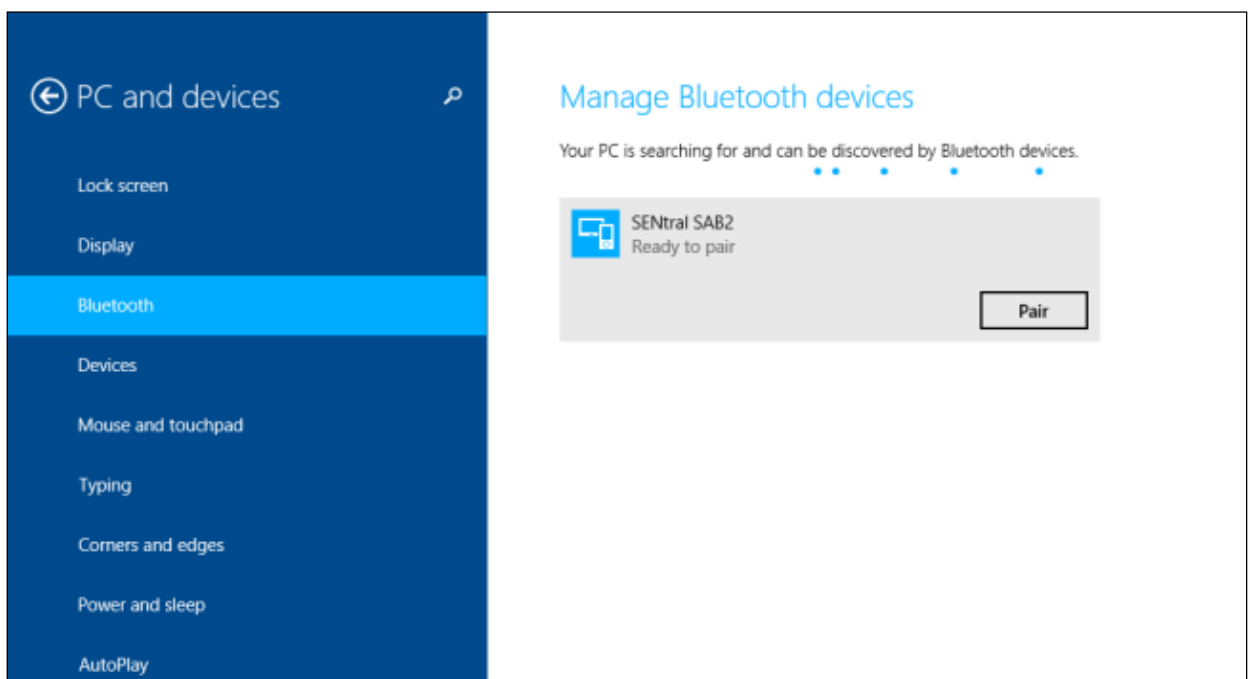 PC and devices
Lock screen
Display
Bluetooth
Devices
Mouse and touchpad
Typing
Corners and edges
Power and sleep
AutoPlay
Manage Bluetooth devices
Your PC is searching for and can be discovered by Bluetooth devices.
SENtral SAB2
Ready to pair
Pair